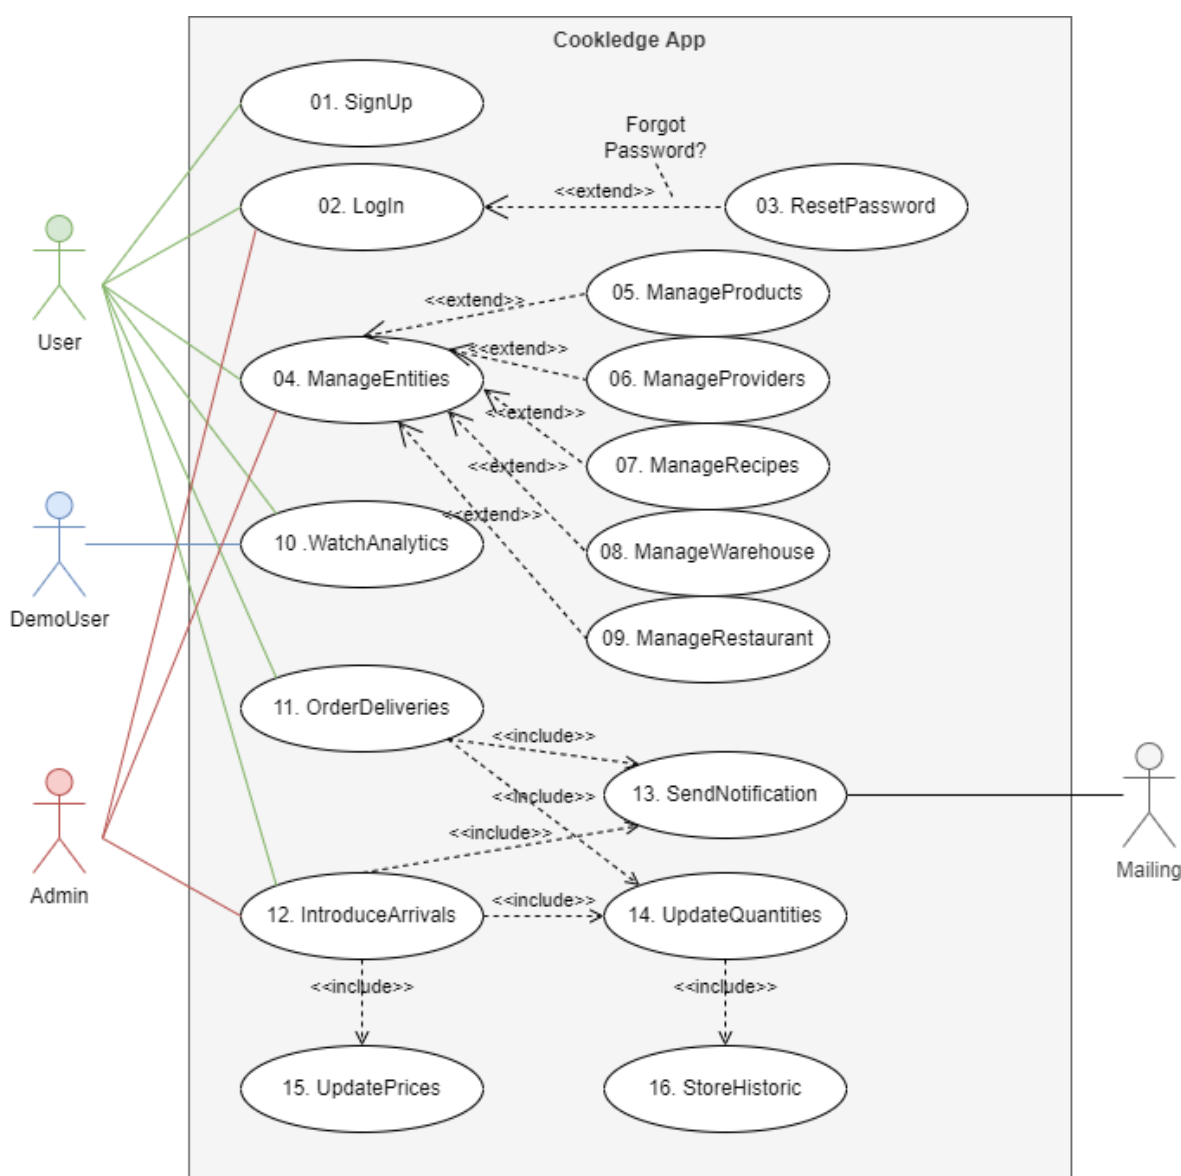 Cookledge App
01. SignUp
Forgot
Password?
02. LogIn
<<extend>>
03. ResetPassword
User
<<extend>>
05. ManageProducts
<<extend>>
04. ManageEntities
06. ManageProviders
<<extend>>
07. ManageRecipes
<<extend>>
<<extend>>
10 .WatchAnalytics
08. ManageWarehouse
DemoUser
09. ManageRestaurant
11. OrderDeliveries
<<include>>
13. SendNotification
<<include>>
<<include>>
Mailing
Admin
12. IntroduceArrivals
<<include>>
14. UpdateQuantities
<<include>>
<<include>>
15. UpdatePrices
16. StoreHistoric